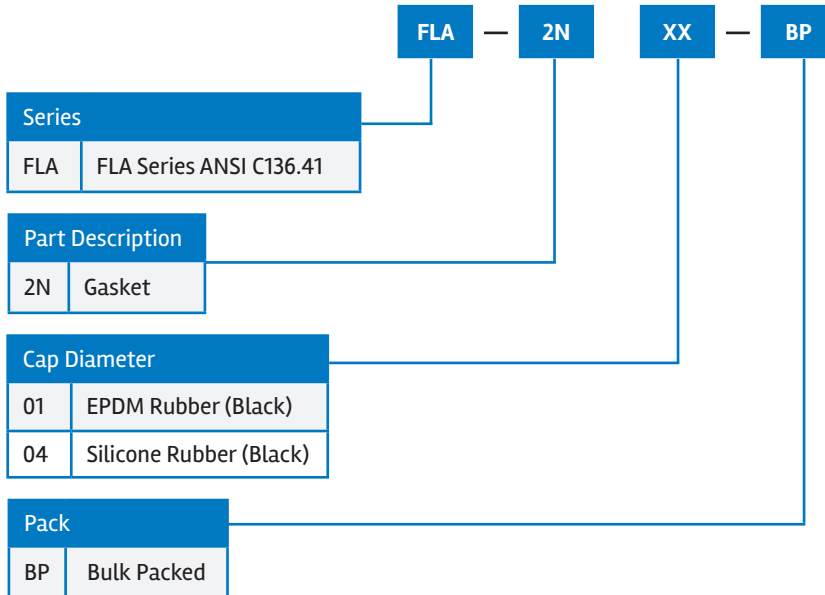 FLA — 2N XX — BP
Series
FLA FLA Series ANSI C136.41
Part Description
2N Gasket
Cap Diameter
01 EPDM Rubber (Black)
04 Silicone Rubber (Black)
Pack
BP Bulk Packed